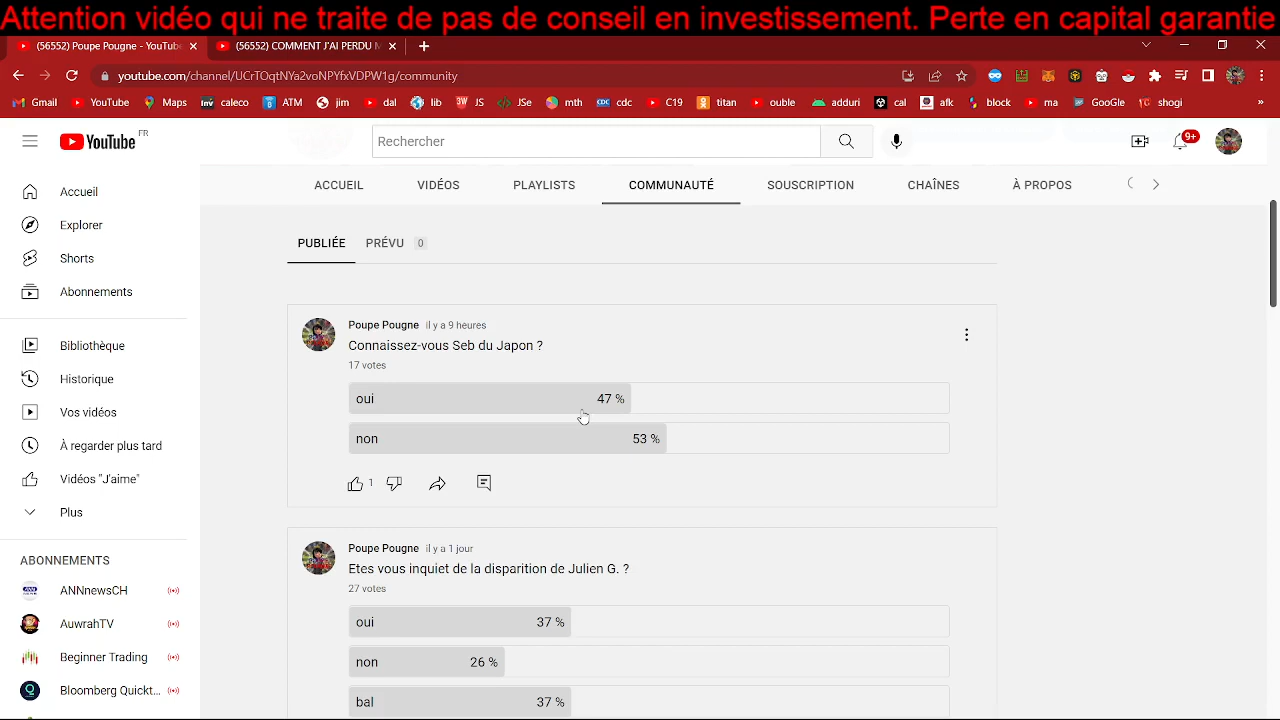 Attention vidéo qui ne traite de pas de conseil en investissement. Perte en capital garantie
(56552) Poupe Pougne - YouTube
(56552) COMMENT J'AI PERDU M
youtube.com/channel/UCrTOqtNYa2voNPYfxVDPW1g/community
Gmail YouTube Maps caleco ATM jim dal lib JS JSe mth cdc C19 titan ouble adduri cal afk block ma GooGle shogi »
YouTube FR
Rechercher
9+
ACCUEIL VIDÉOS PLAYLISTS COMMUNAUTÉ SOUSCRIPTION CHAÎNES À PROPOS
Accueil
Explorer
Shorts
Abonnements
Bibliothèque
Historique
Vos vidéos
À regarder plus tard
Vidéos "J'aime"
Plus
ABONNEMENTS
ANNnewsCH
AuwrahTV
Beginner Trading
Bloomberg Quickt...
PUBLIÉE PRÉVU 0
Poupe Pougne il y a 9 heures
Connaissez-vous Seb du Japon ?
17 votes
oui 47 %
non 53 %
1
Poupe Pougne il y a 1 jour
Etes vous inquiet de la disparition de Julien G. ?
27 votes
oui 37 %
non 26 %
bal 37 %